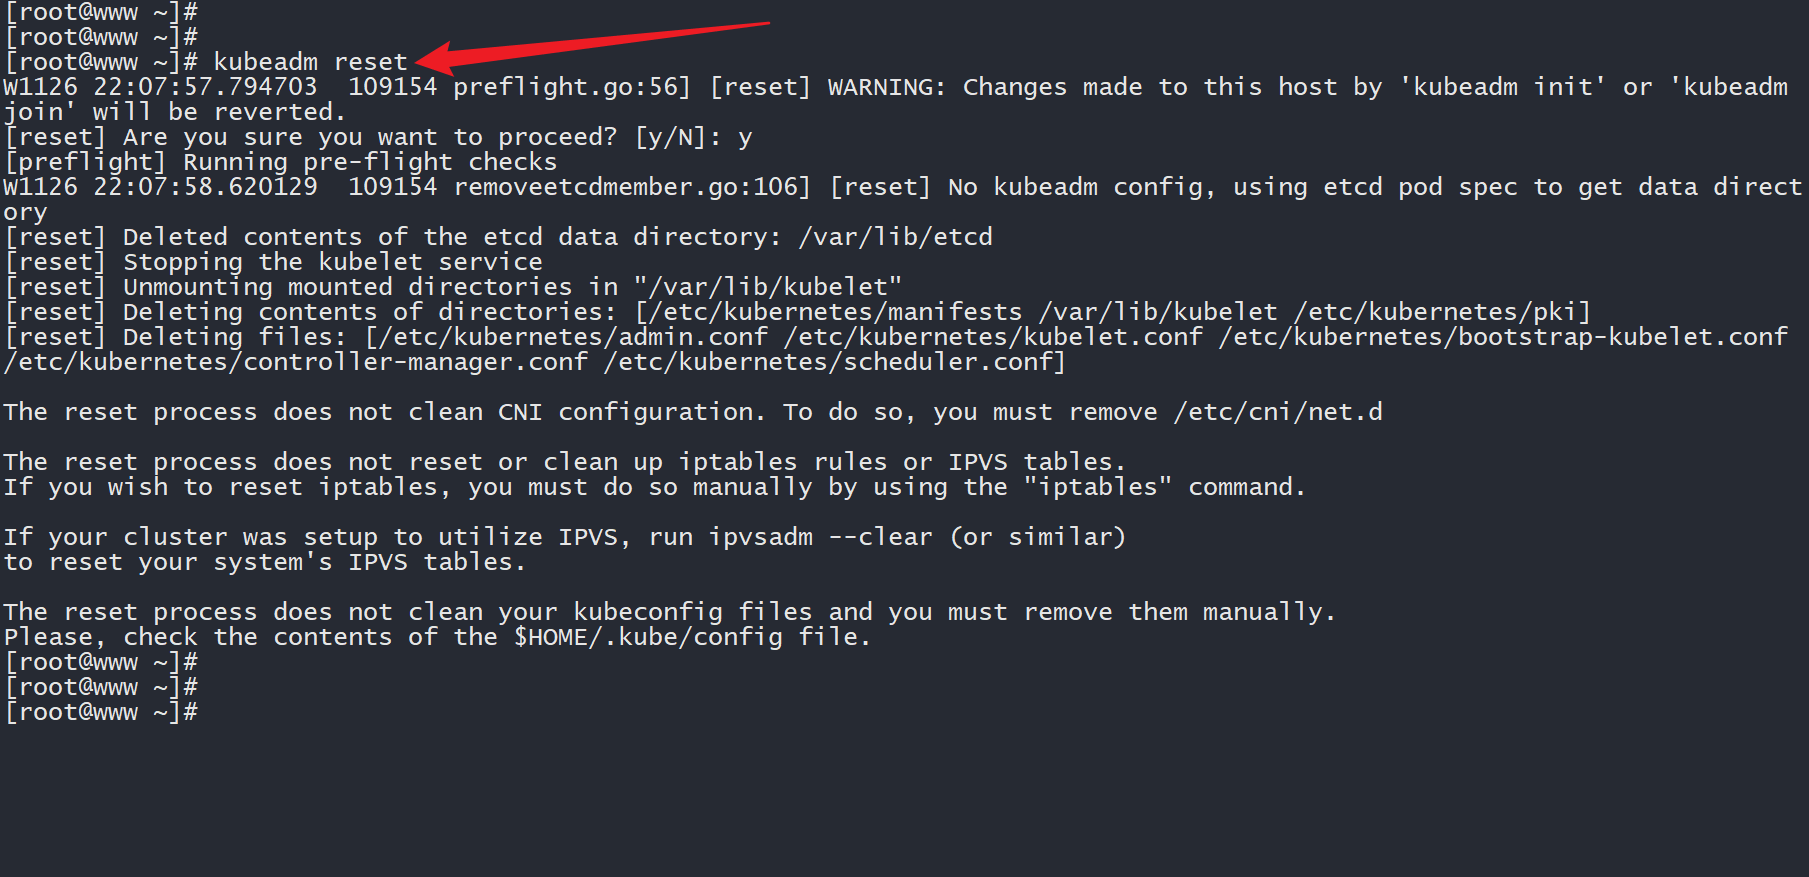 [root@www ~]#
[root@www ~]#
[root@www ~]# kubeadm reset
W1126 22:07:57.794703  109154 preflight.go:56] [reset] WARNING: Changes made to this host by 'kubeadm init' or 'kubeadm
join' will be reverted.
[reset] Are you sure you want to proceed? [y/N]: y
[preflight] Running pre-flight checks
W1126 22:07:58.620129  109154 removeetcdmember.go:106] [reset] No kubeadm config, using etcd pod spec to get data direct
ory
[reset] Deleted contents of the etcd data directory: /var/lib/etcd
[reset] Stopping the kubelet service
[reset] Unmounting mounted directories in "/var/lib/kubelet"
[reset] Deleting contents of directories: [/etc/kubernetes/manifests /var/lib/kubelet /etc/kubernetes/pki]
[reset] Deleting files: [/etc/kubernetes/admin.conf /etc/kubernetes/kubelet.conf /etc/kubernetes/bootstrap-kubelet.conf
/etc/kubernetes/controller-manager.conf /etc/kubernetes/scheduler.conf]
The reset process does not clean CNI configuration. To do so, you must remove /etc/cni/net.d
The reset process does not reset or clean up iptables rules or IPVS tables.
If you wish to reset iptables, you must do so manually by using the "iptables" command.
If your cluster was setup to utilize IPVS, run ipvsadm --clear (or similar)
to reset your system's IPVS tables.
The reset process does not clean your kubeconfig files and you must remove them manually.
Please, check the contents of the $HOME/.kube/config file.
[root@www ~]#
[root@www ~]#
[root@www ~]#